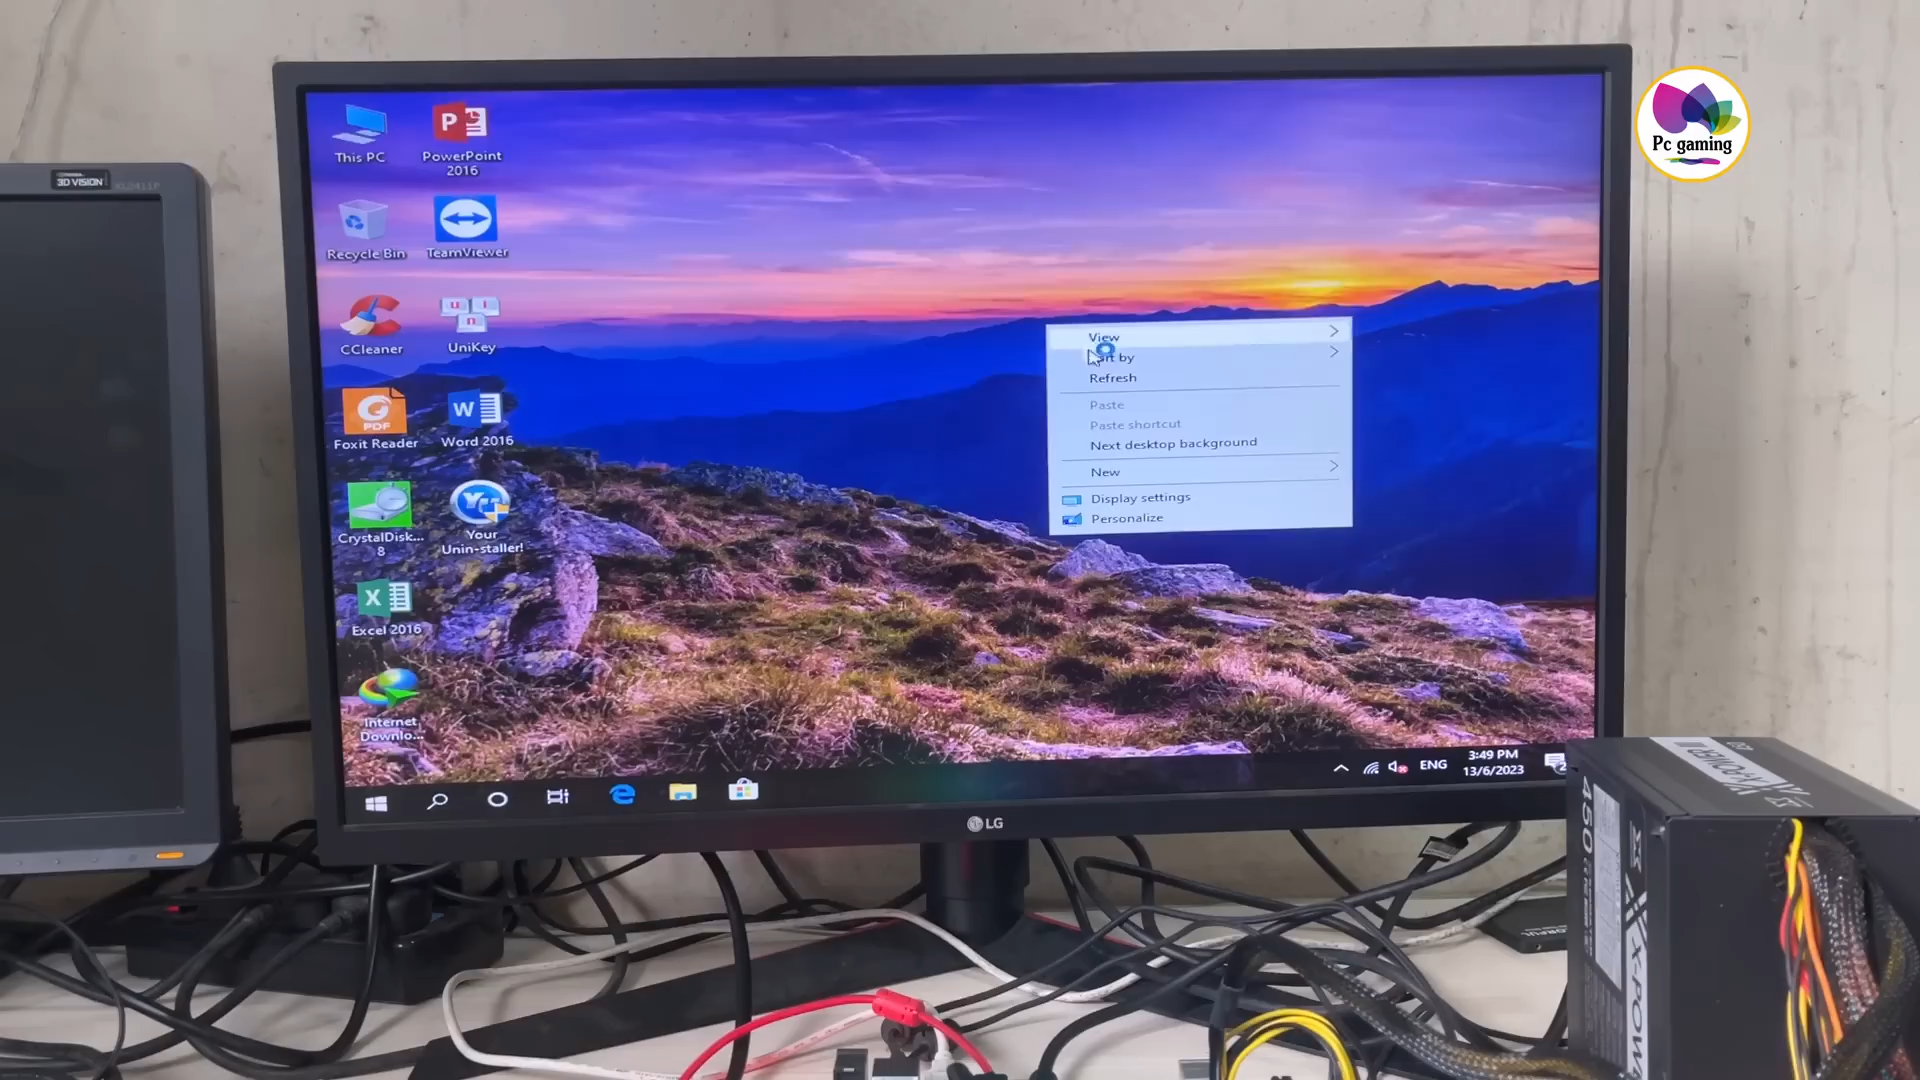 3D VISION
This PC
PowerPoint
2016
Recycle Bin
TeamViewer
CCleaner
UniKey
PDF
Foxit Reader
Word 2016
CrystalDisk...
8
Your
Unin-staller!
Excel 2016
Internet
Downlo...
View
Sort by
Refresh
Paste
Paste shortcut
Next desktop background
New
Display settings
Personalize
ENG
3:49 PM
13/6/2023
LG
Pc gaming
450